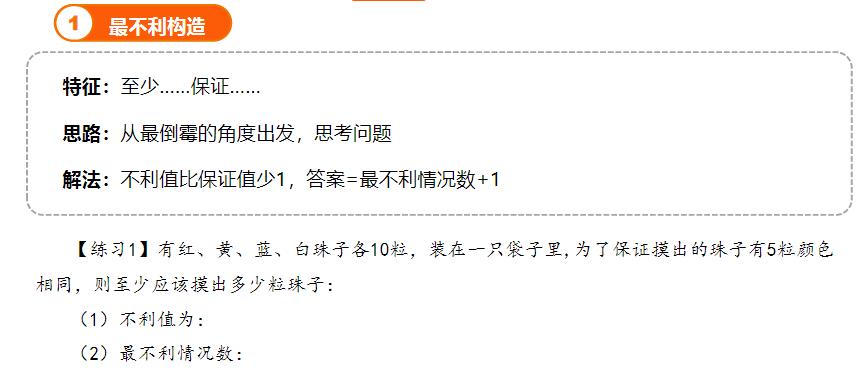 1 最不利构造
特征：至少……保证……
思路：从最倒霉的角度出发，思考问题
解法：不利值比保证值少1，答案=最不利情况数+1
【练习1】有红、黄、蓝、白珠子各10粒，装在一只袋子里,为了保证摸出的珠子有5粒颜色
相同，则至少应该摸出多少粒珠子：
（1）不利值为：
（2）最不利情况数：